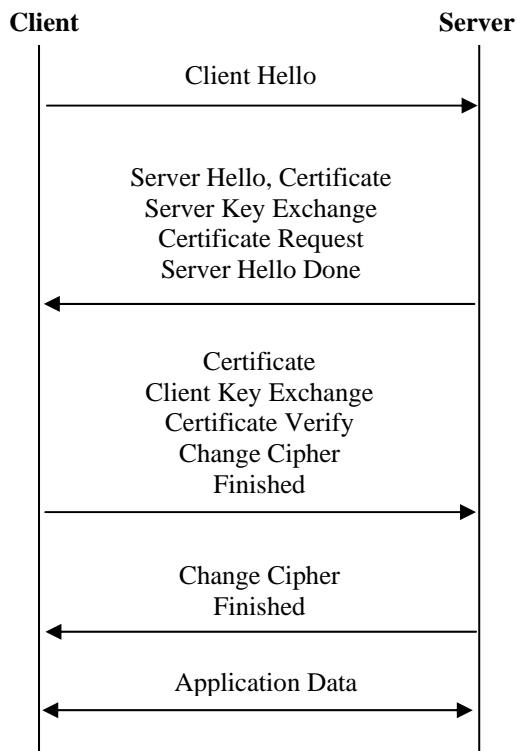 Client Server
Client Hello
Server Hello, Certificate
Server Key Exchange
Certificate Request
Server Hello Done
Certificate
Client Key Exchange
Certificate Verify
Change Cipher
Finished
Change Cipher
Finished
Application Data